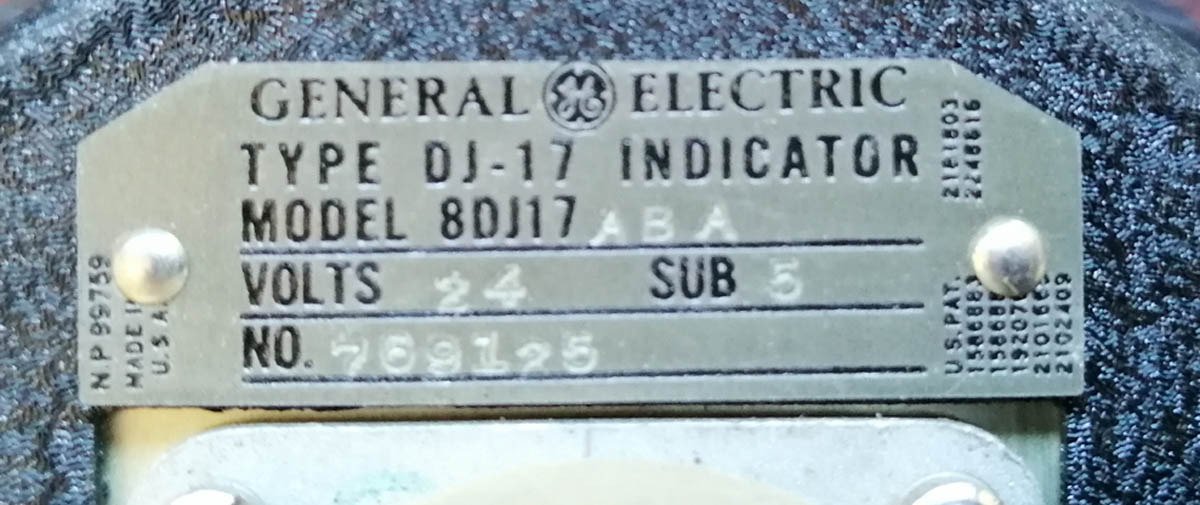 GENERAL GE ELECTRIC
TYPE DJ-17 INDICATOR
MODEL 8DJ17 ABA
VOLTS 24 SUB 5
NO. 769125
N.P 99759
MADE IN
U.S.A
2181803
2248616
U.S.PAT.
2102409